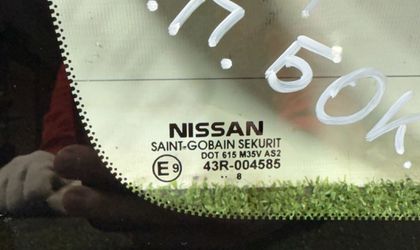 П. БОК.
NISSAN
SAINT-GOBAIN SEKURIT
DOT 615 M35V AS2
E9 43R-004585
.. 8